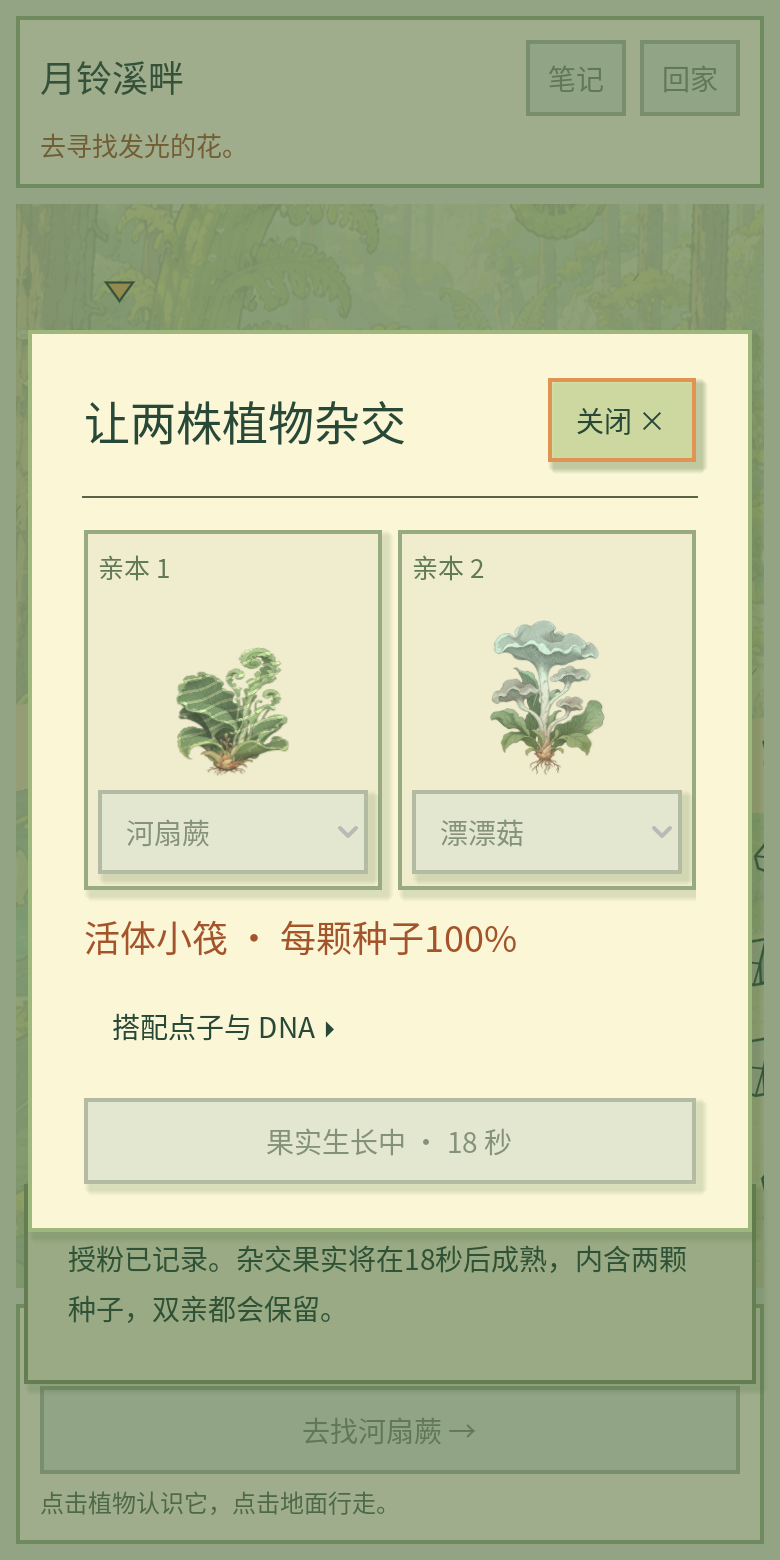 月铃溪畔
笔记
回家
去寻找发光的花。
让两株植物杂交
关闭 ×
亲本 1
亲本 2
河扇蕨
漂漂菇
活体小筏 · 每颗种子100%
搭配点子与 DNA
果实生长中 · 18 秒
授粉已记录。杂交果实将在18秒后成熟，内含两颗
种子，双亲都会保留。
去找河扇蕨 →
点击植物认识它，点击地面行走。